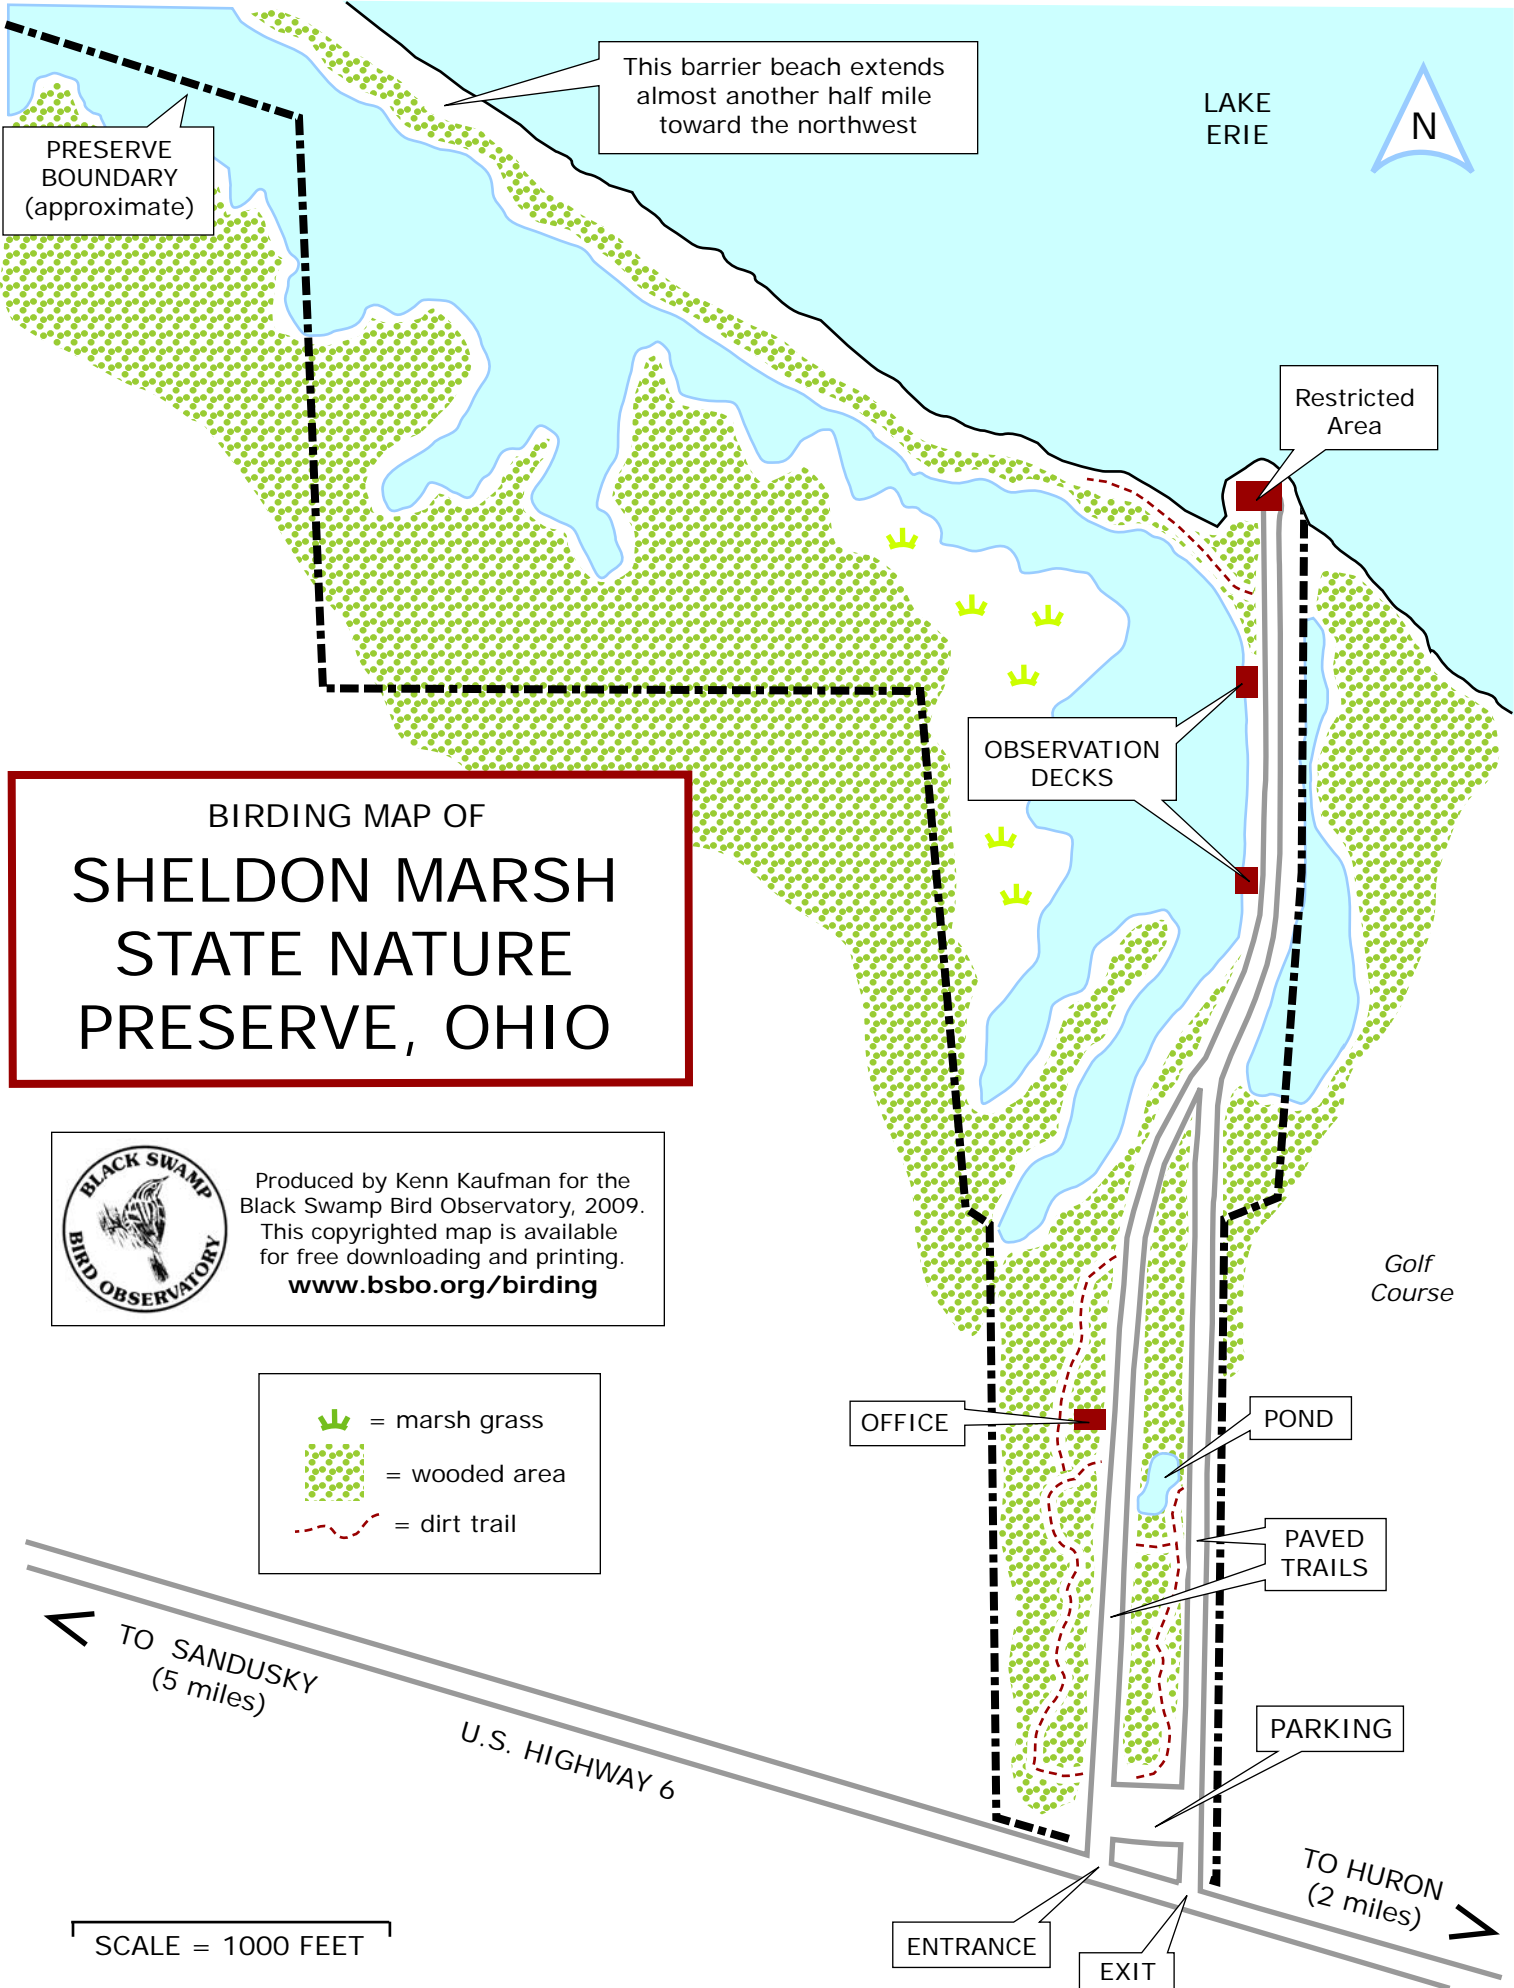 This barrier beach extends
almost another half mile
toward the northwest
LAKE
ERIE
N
PRESERVE
BOUNDARY
(approximate)
Restricted
Area
OBSERVATION
DECKS
BIRDING MAP OF
SHELDON MARSH
STATE NATURE
PRESERVE, OHIO
BLACK SWAMP
BIRD OBSERVATORY
Produced by Kenn Kaufman for the
Black Swamp Bird Observatory, 2009.
This copyrighted map is available
for free downloading and printing.
www.bsbo.org/birding
Golf
Course
= marsh grass
= wooded area
= dirt trail
OFFICE
POND
PAVED
TRAILS
TO SANDUSKY
(5 miles)
U.S. HIGHWAY 6
PARKING
TO HURON
(2 miles)
SCALE = 1000 FEET
ENTRANCE
EXIT